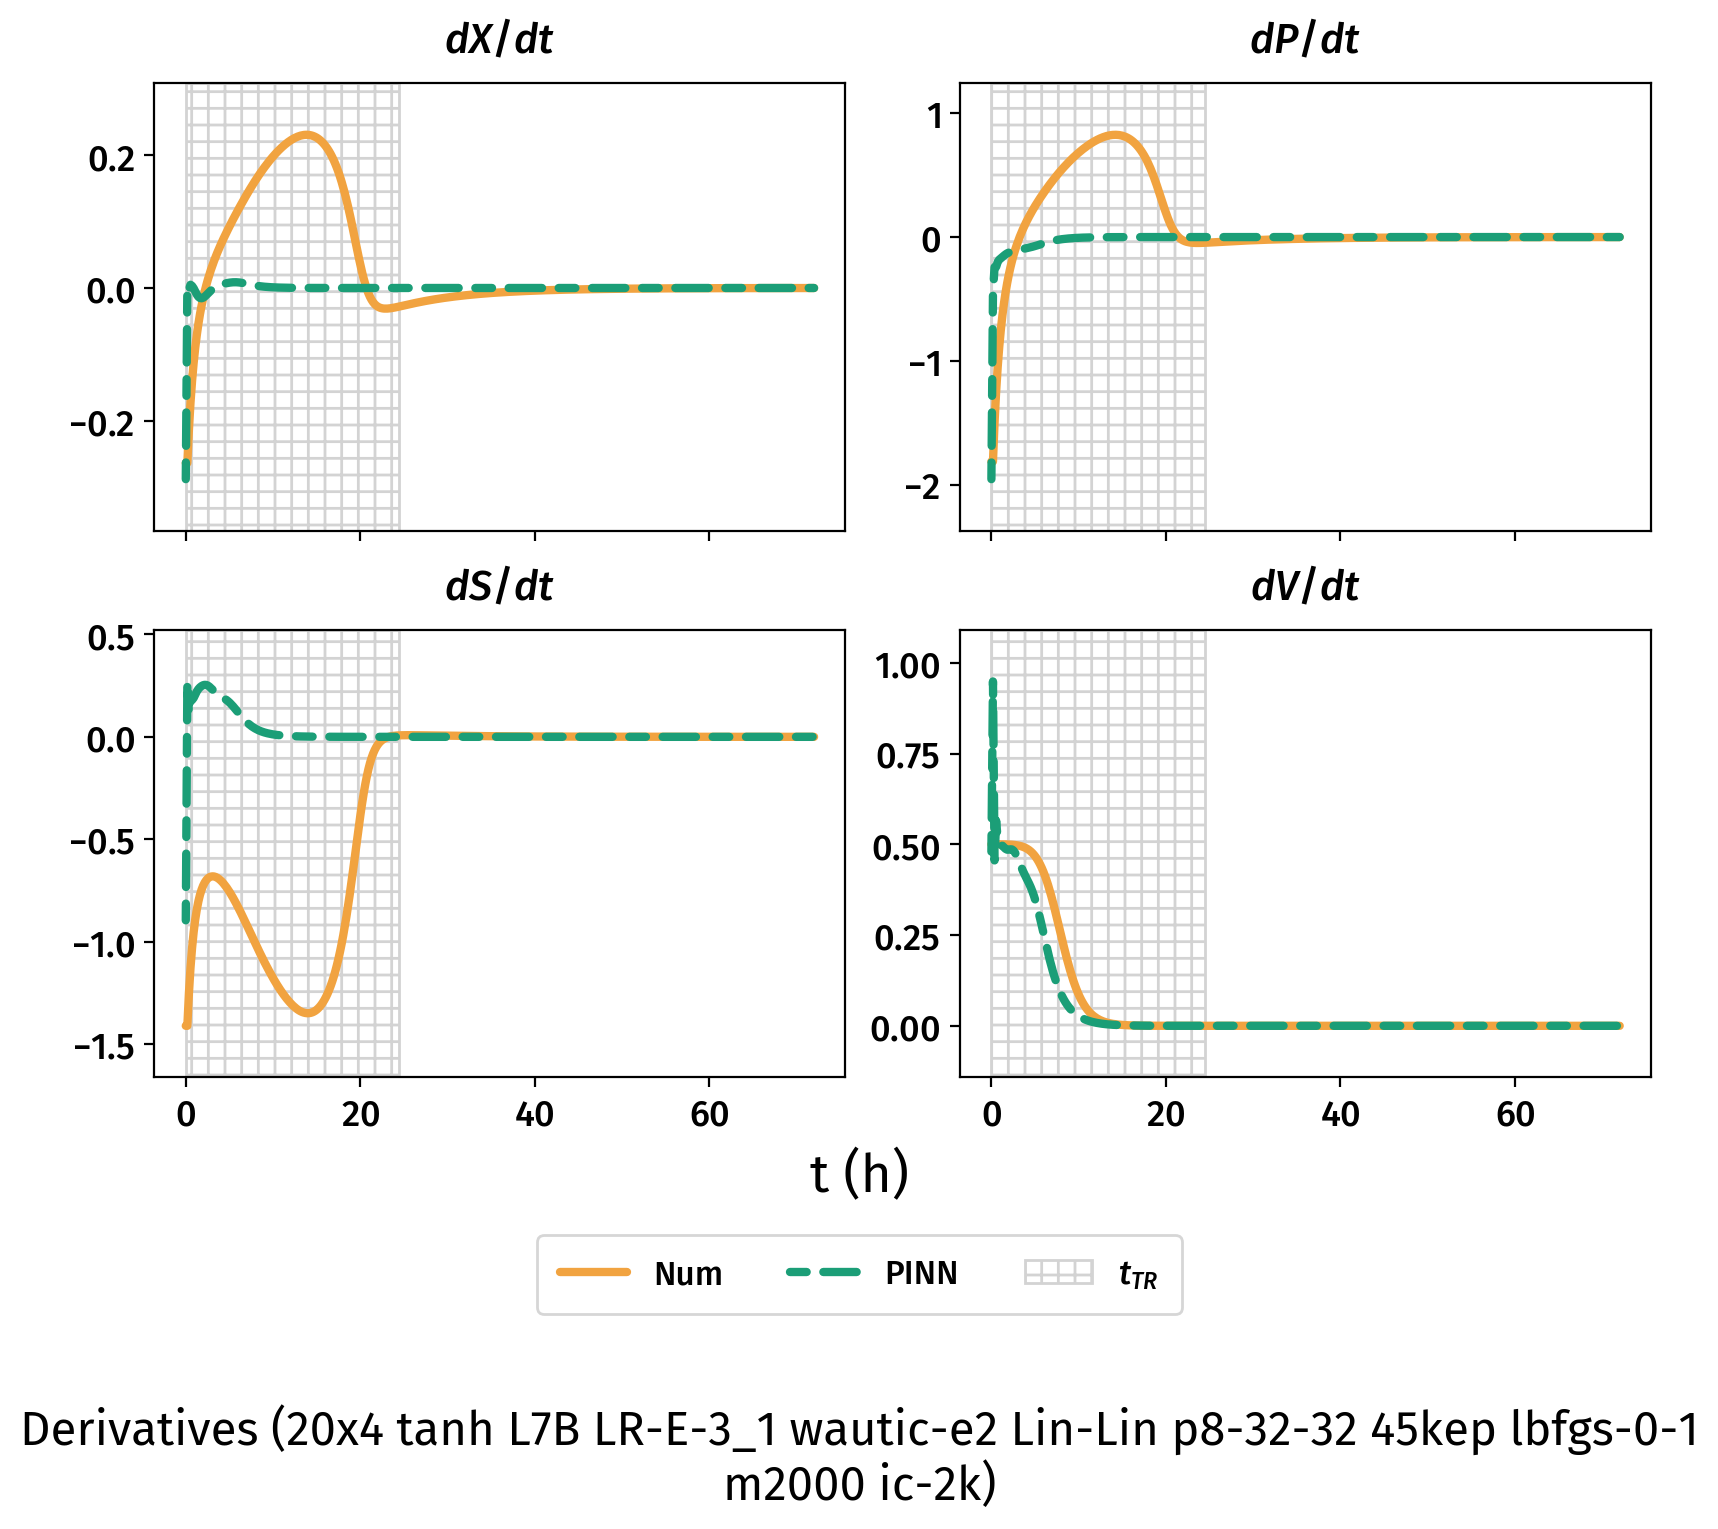 dX/dt
dP/dt
0.2
0.0
−0.2
1
0
−1
−2
dS/dt
dV/dt
0.5
0.0
−0.5
−1.0
−1.5
1.00
0.75
0.50
0.25
0.00
0 20 40 60
0 20 40 60
t (h)
Num PINN tTR
Derivatives (20x4 tanh L7B LR-E-3_1 wautic-e2 Lin-Lin p8-32-32 45kep lbfgs-0-1
m2000 ic-2k)